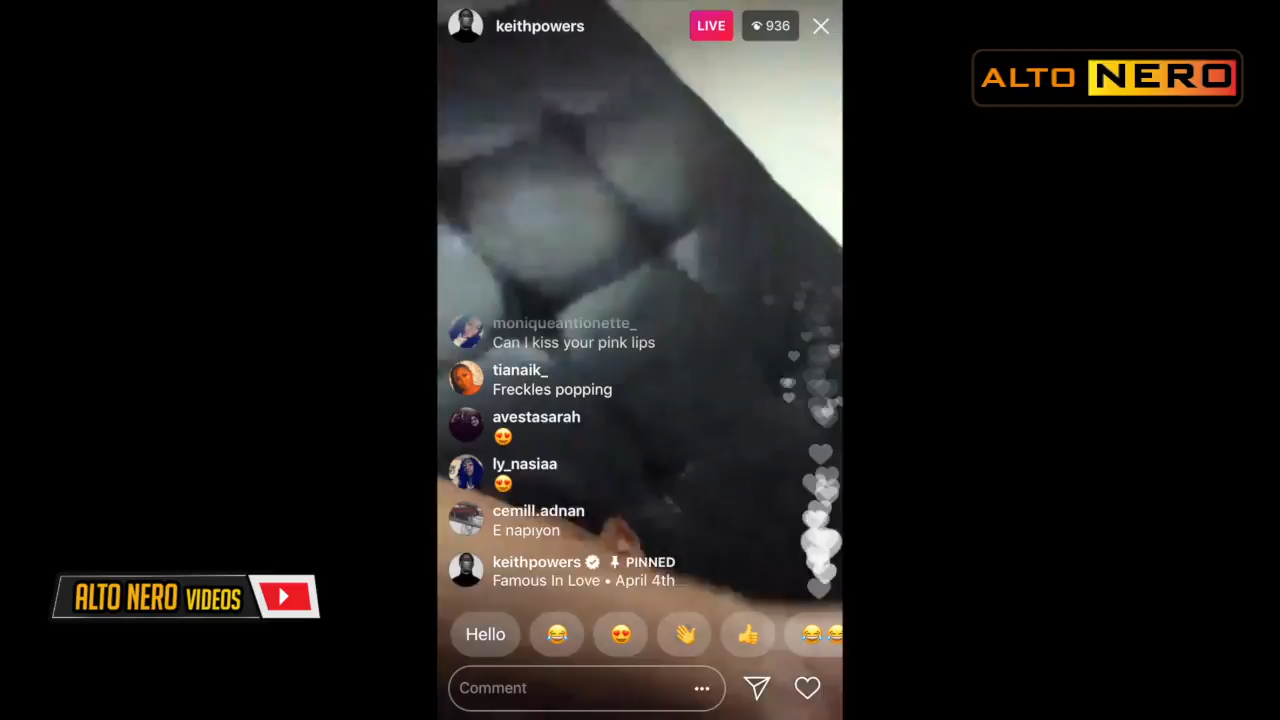 keithpowers
LIVE
936
ALTO NERO
moniqueantionette_
Can I kiss your pink lips
tianaik_
Freckles popping
avestasarah
😍
ly_nasiaa
😍
cemill.adnan
E napıyon
keithpowers PINNED
Famous In Love • April 4th
ALTO NERO VIDEOS
Hello 😂 😍 👋 👍 😂😂
Comment